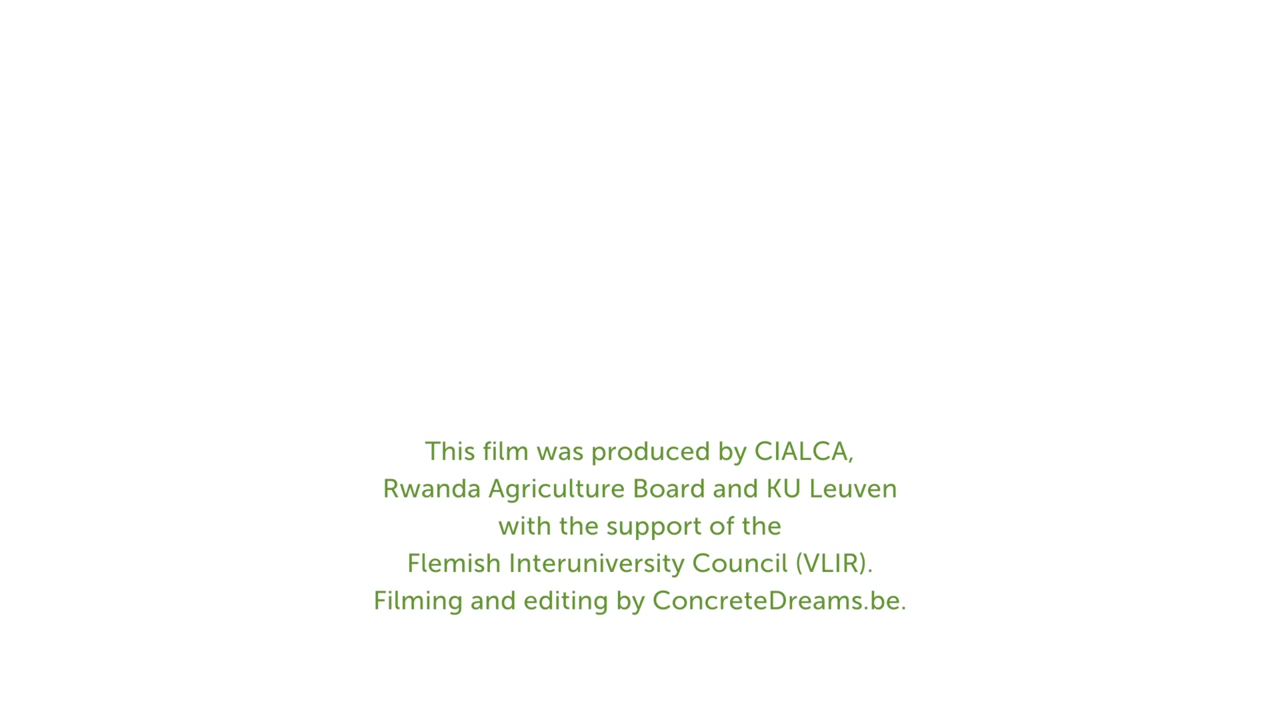 This film was produced by CIALCA,
Rwanda Agriculture Board and KU Leuven
with the support of the
Flemish Interuniversity Council (VLIR).
Filming and editing by ConcreteDreams.be.